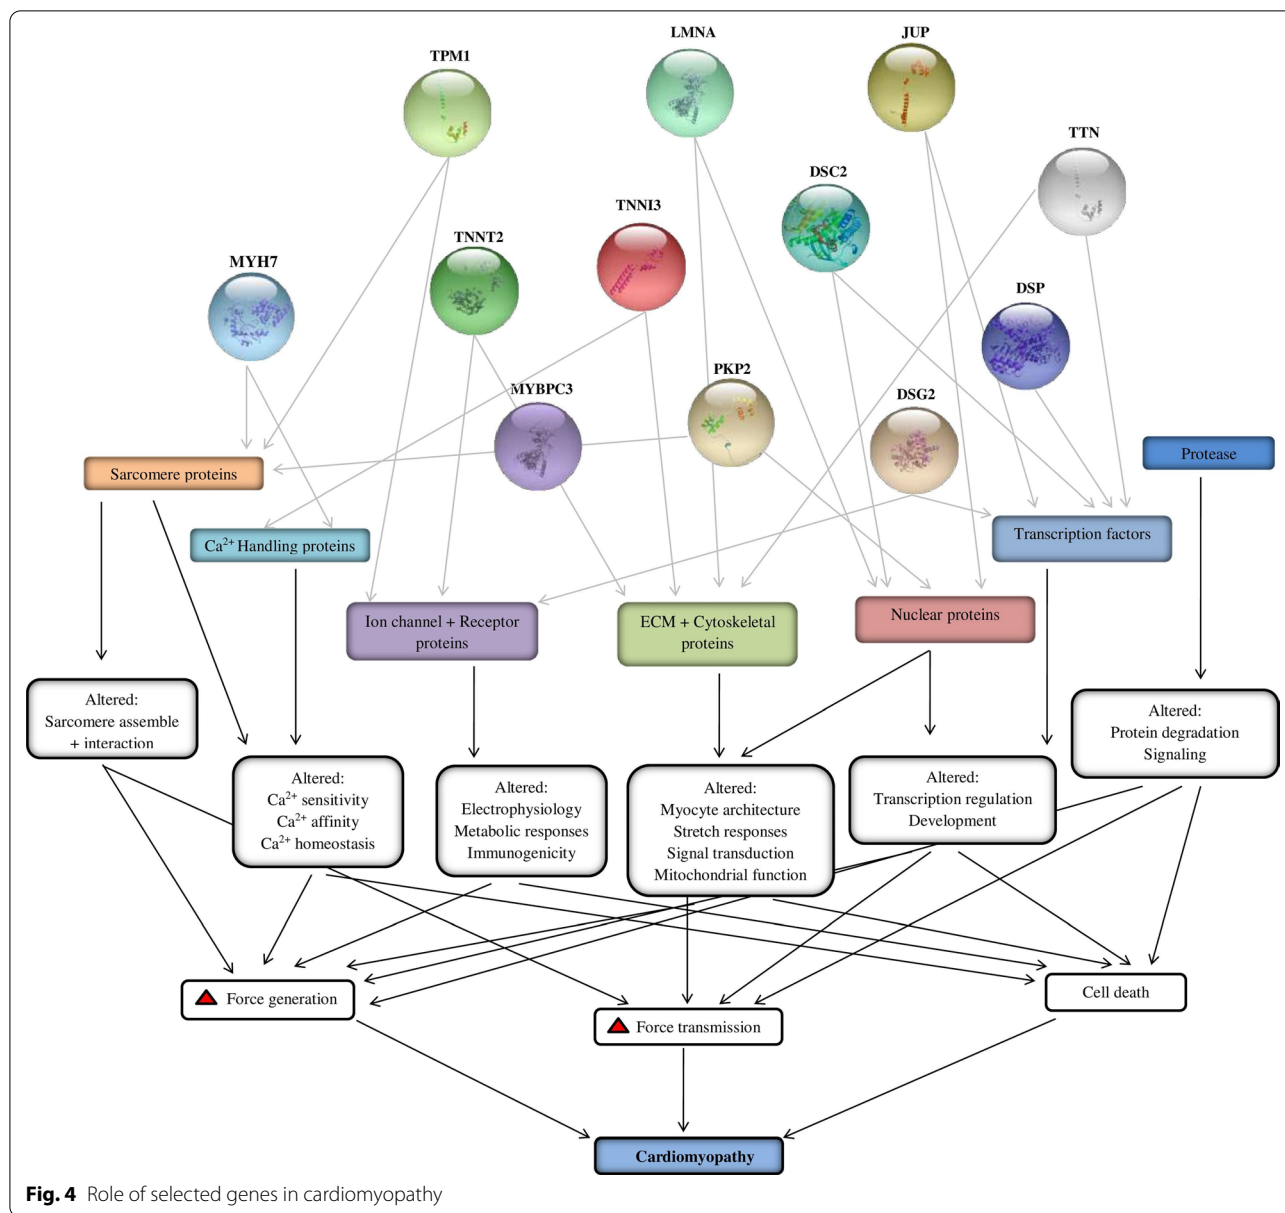 LMNA
JUP
TPM1
TTN
DSC2
TNNI3
TNNT2
MYH7
DSP
PKP2
MYBPC3
DSG2
Protease
Sarcomere proteins
Transcription factors
Ca²⁺ Handling proteins
Ion channel + Receptor
proteins
ECM + Cytoskeletal
proteins
Nuclear proteins
Altered:
Sarcomere assemble
+ interaction
Altered:
Protein degradation
Signaling
Altered:
Ca²⁺ sensitivity
Ca²⁺ affinity
Ca²⁺ homeostasis
Altered:
Electrophysiology
Metabolic responses
Immunogenicity
Altered:
Myocyte architecture
Stretch responses
Signal transduction
Mitochondrial function
Altered:
Transcription regulation
Development
Force generation
Cell death
Force transmission
Cardiomyopathy
Fig. 4 Role of selected genes in cardiomyopathy